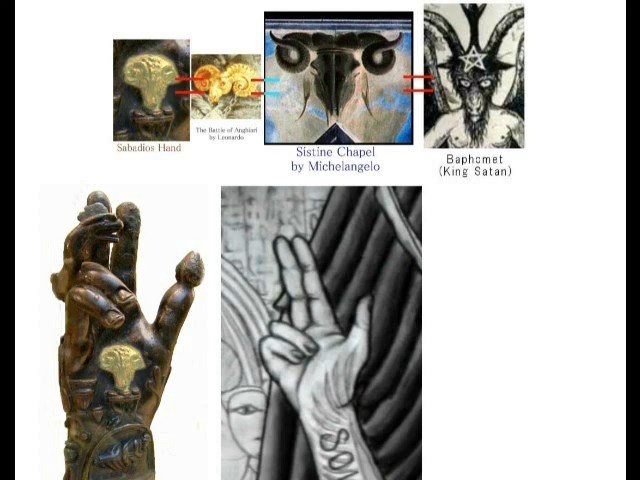 Sabadios Hand
The Battle of Anghiari
by Leonardo
Sistine Chapel
by Michelangelo
Baphomet
(King Satan)